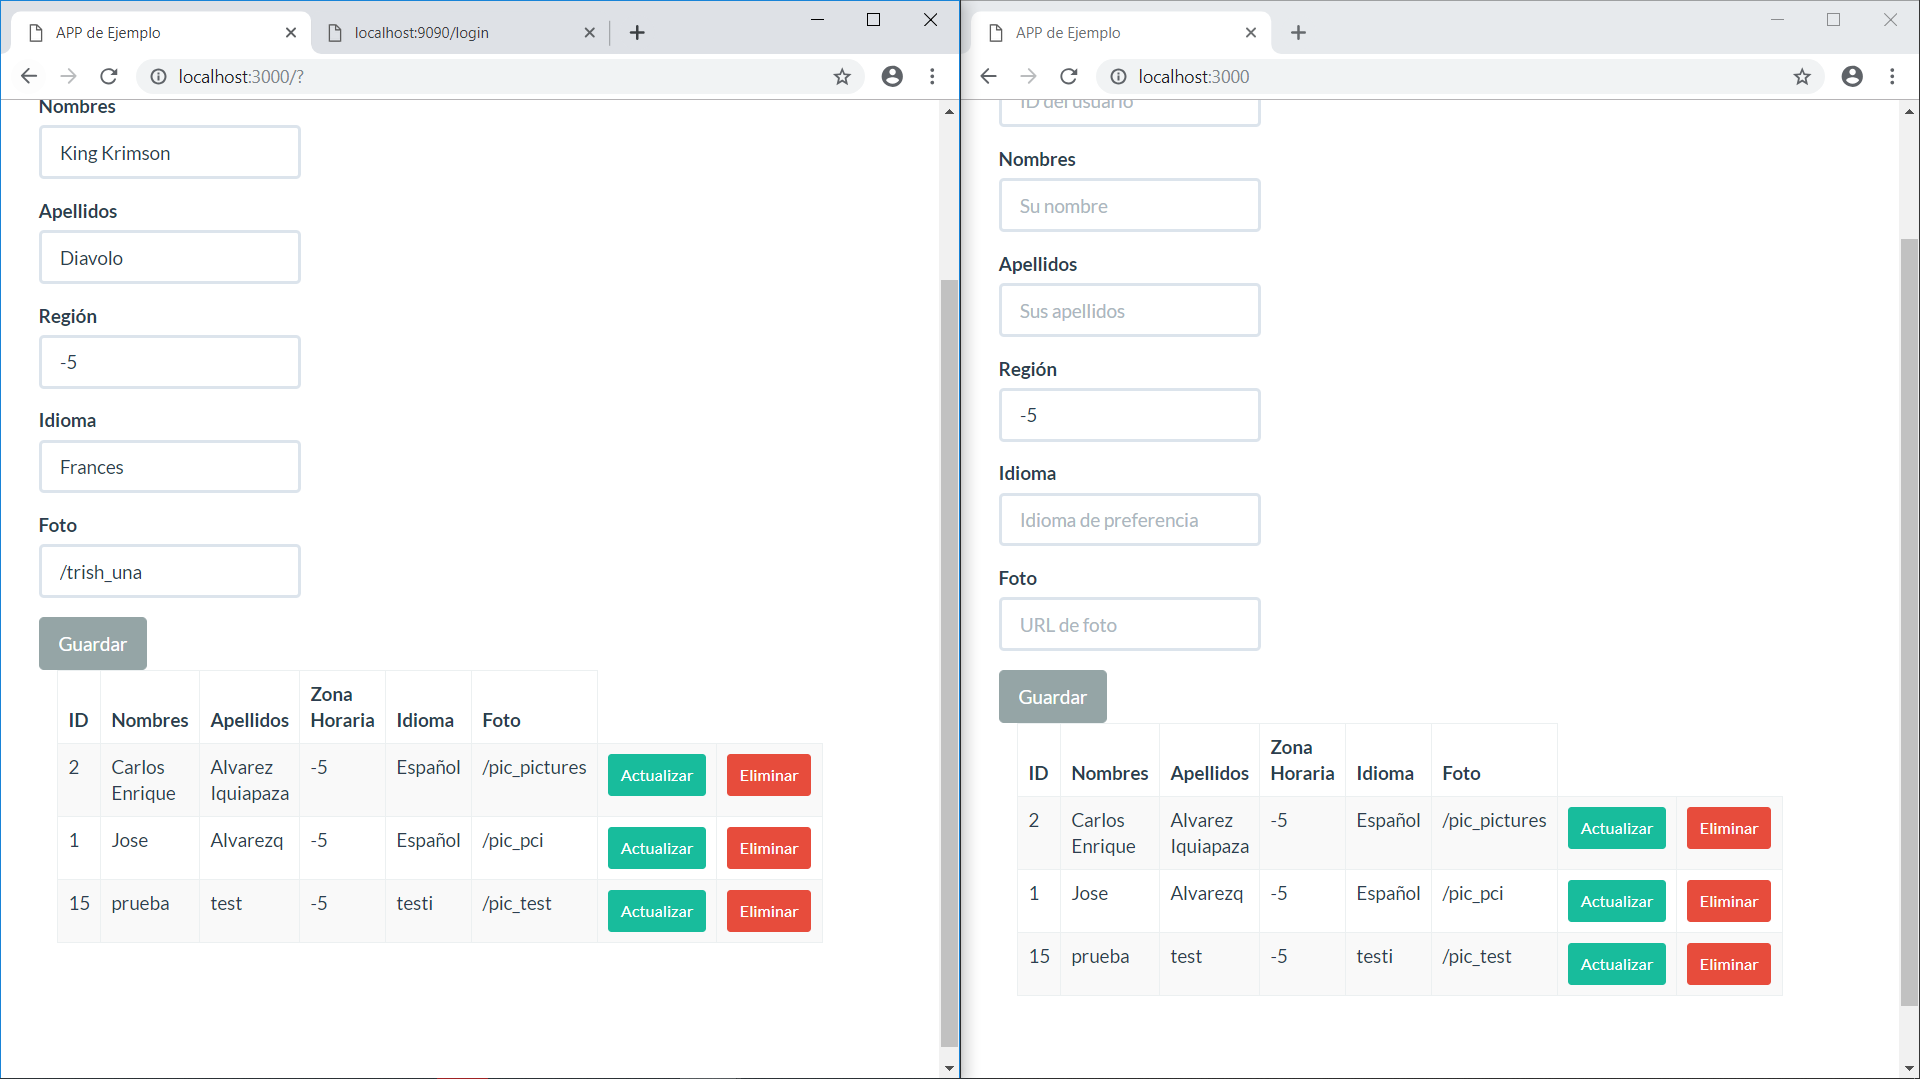 APP de Ejemplo
localhost:9090/login
localhost:3000/?
Nombres
King Krimson
Apellidos
Diavolo
Región
-5
Idioma
Frances
Foto
/trish_una
Guardar
ID Nombres Apellidos Zona Horaria Idioma Foto
2 Carlos Enrique Alvarez Iquiapaza -5 Español /pic_pictures Actualizar Eliminar
1 Jose Alvarezq -5 Español /pic_pci Actualizar Eliminar
15 prueba test -5 testi /pic_test Actualizar Eliminar
APP de Ejemplo
localhost:3000
ID del usuario
Nombres
Su nombre
Apellidos
Sus apellidos
Región
-5
Idioma
Idioma de preferencia
Foto
URL de foto
Guardar
ID Nombres Apellidos Zona Horaria Idioma Foto
2 Carlos Enrique Alvarez Iquiapaza -5 Español /pic_pictures Actualizar Eliminar
1 Jose Alvarezq -5 Español /pic_pci Actualizar Eliminar
15 prueba test -5 testi /pic_test Actualizar Eliminar